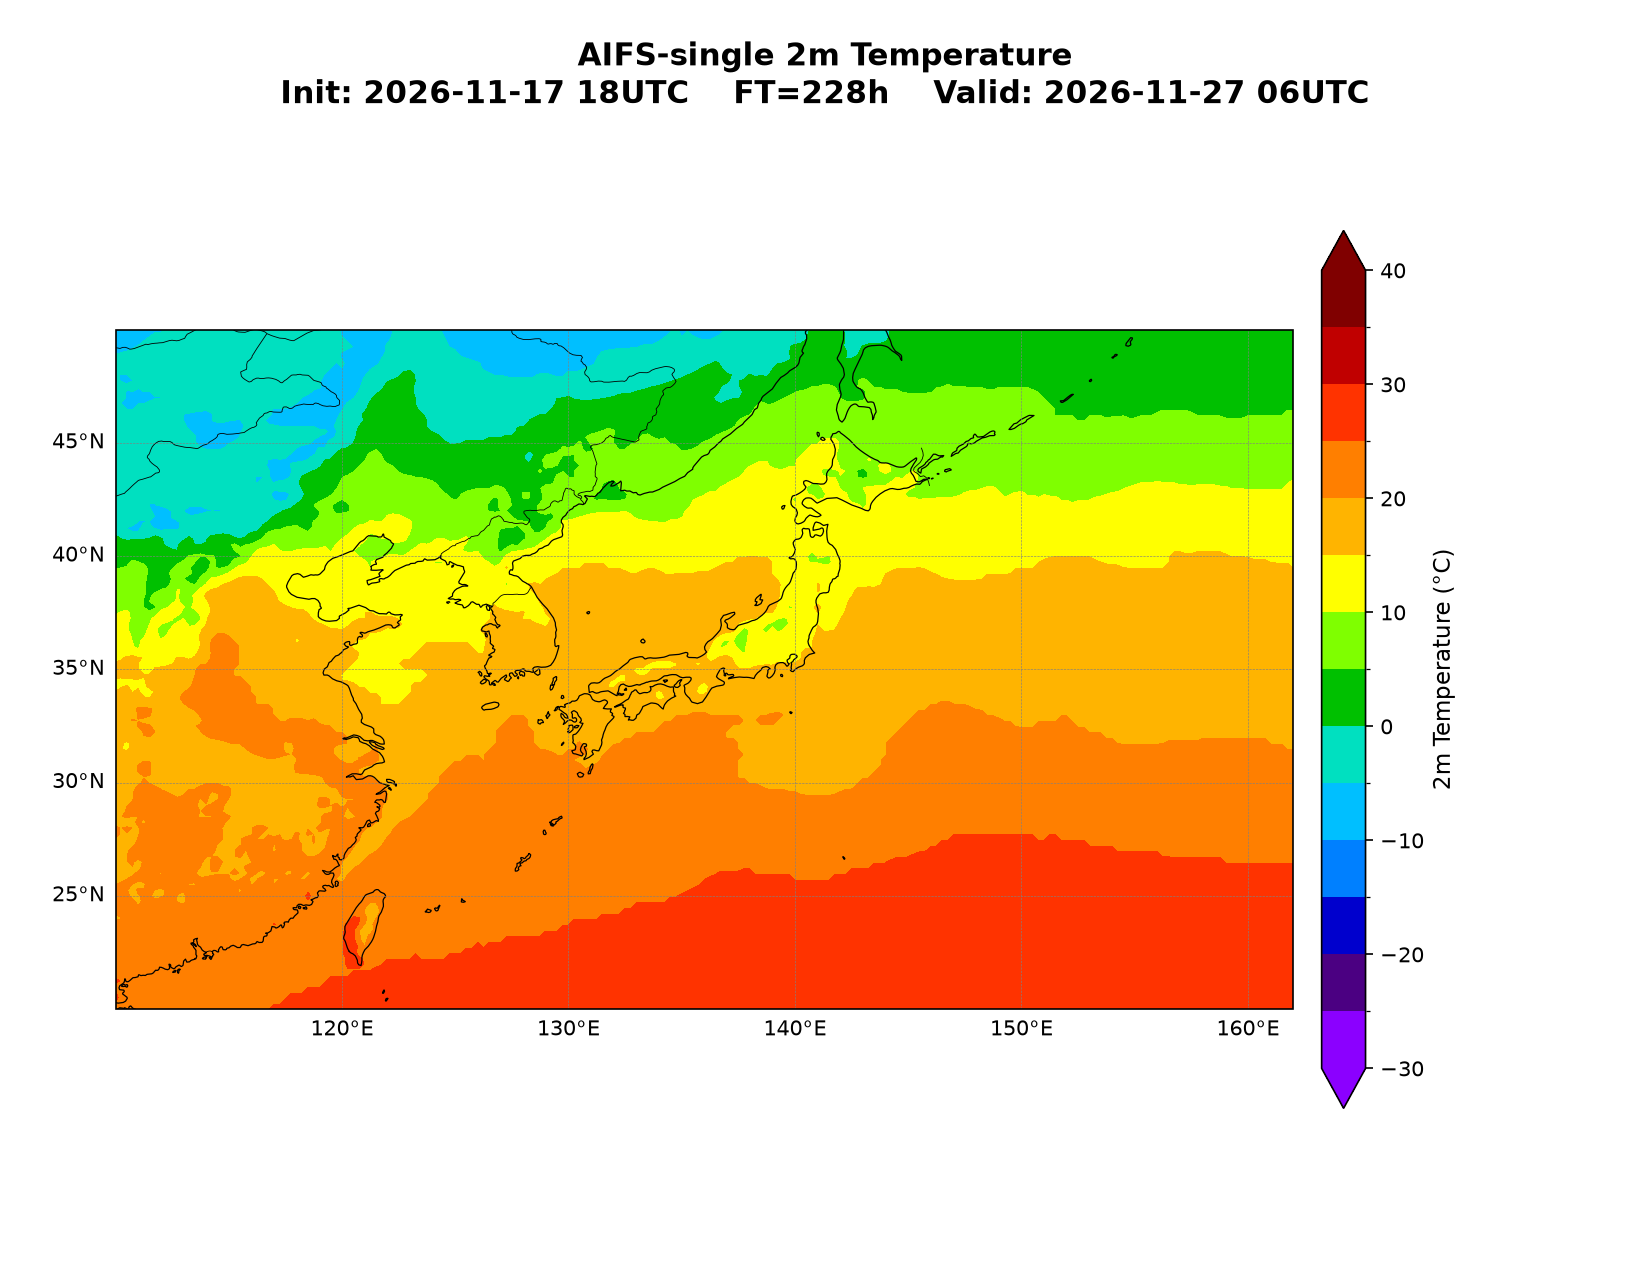 AIFS-single 2m Temperature
Init: 2026-11-17 18UTC    FT=228h    Valid: 2026-11-27 06UTC
45°N
40°N
35°N
30°N
25°N
120°E
130°E
140°E
150°E
160°E
40
30
20
10
0
−10
−20
−30
2m Temperature (°C)